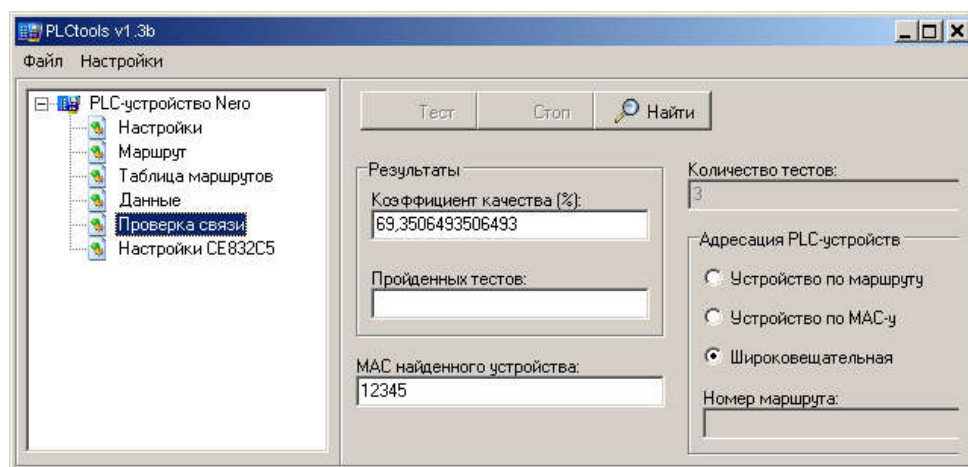 PLCtools v1.3b
Файл Настройки
PLC-устройство Nero
Настройки
Маршрут
Таблица маршрутов
Данные
Проверка связи
Настройки CE832C5
Тест Стоп Найти
Результаты
Коэффициент качества (%):
69,3506493506493
Пройденных тестов:
MAC найденного устройства:
12345
Количество тестов:
3
Адресация PLC-устройств
Устройство по маршруту
Устройство по MAC-у
Широковещательная
Номер маршрута: